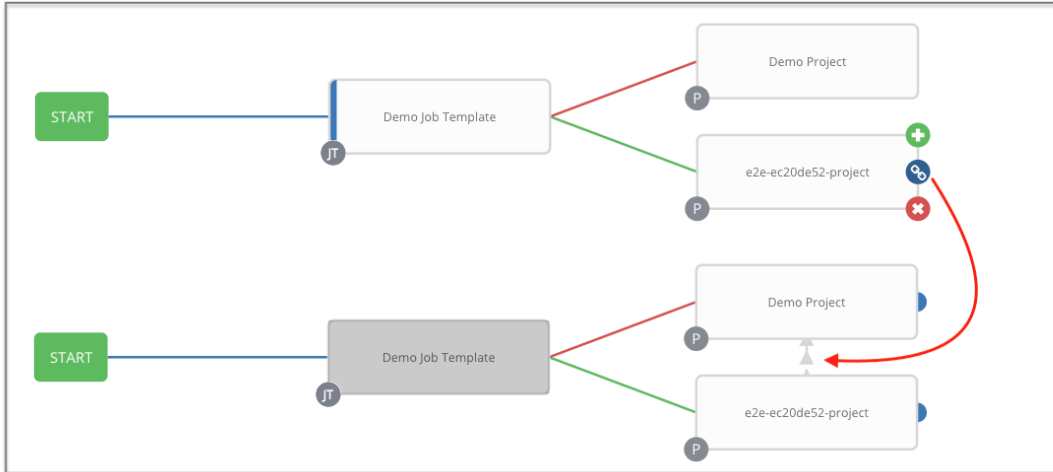 Demo Project
START
Demo Job Template
P
JT
e2e-ec20de52-project
P
Demo Project
START
Demo Job Template
P
JT
e2e-ec20de52-project
P